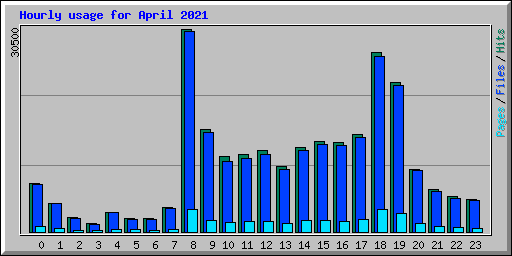 Hourly usage for April 2021
30500
Pages / Files / Hits
0 1 2 3 4 5 6 7 8 9 10 11 12 13 14 15 16 17 18 19 20 21 22 23